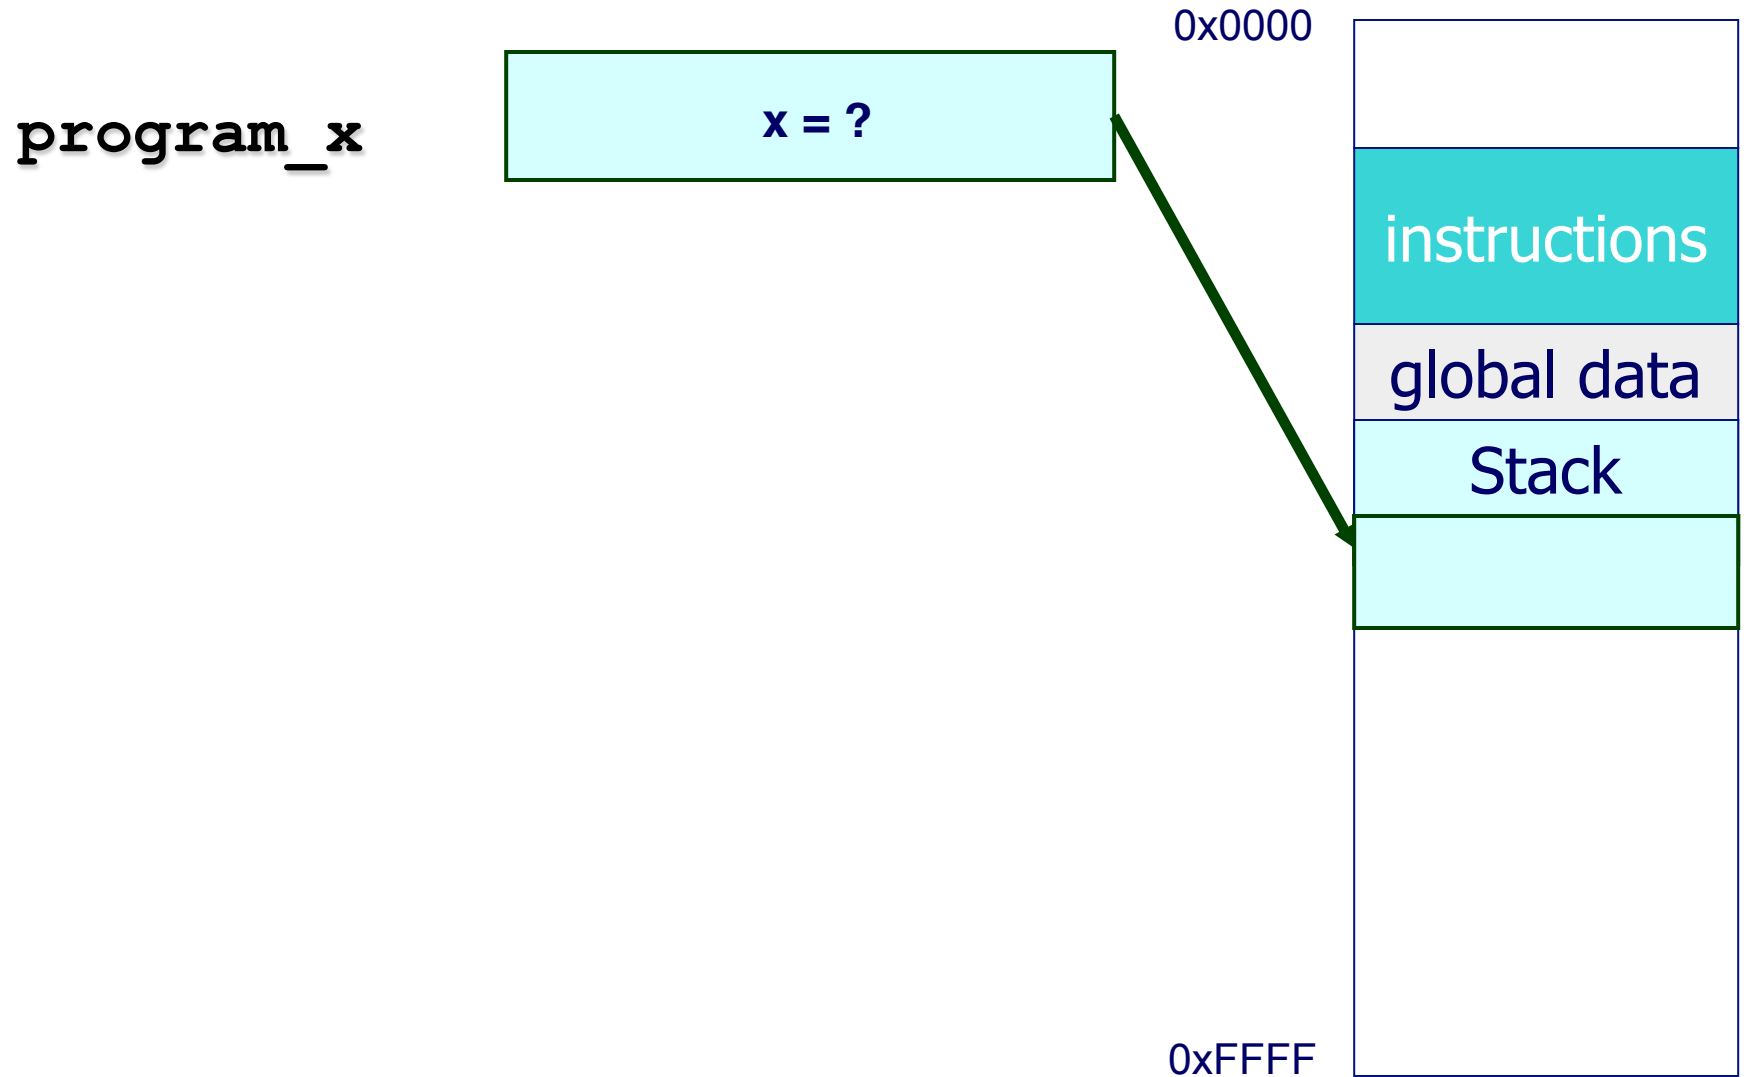 0x0000
program_x
x = ?
instructions
global data
Stack
0xFFFF